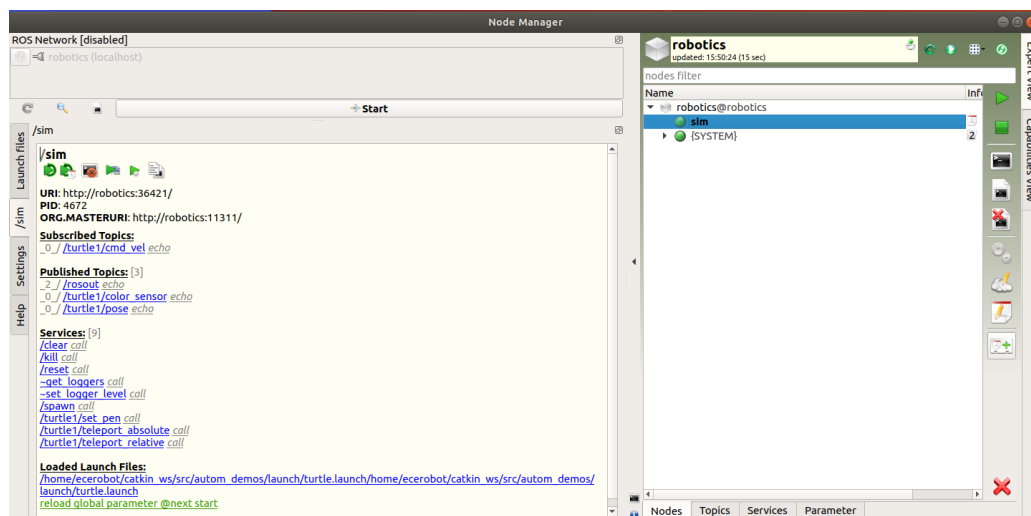 Node Manager
ROS Network [disabled]
robotics (localhost)
Start
/sim
Launch files
/sim
Settings
Help
/sim
URI: http://robotics:36421/
PID: 4672
ORG.MASTERURI: http://robotics:11311/
Subscribed Topics:
_0_/ /turtle1/cmd_vel echo
Published Topics: [3]
_2_/ /rosout echo
_0_/ /turtle1/color_sensor echo
_0_/ /turtle1/pose echo
Services: [9]
/clear call
/kill call
/reset call
~get_loggers call
~set_logger_level call
/spawn call
/turtle1/set_pen call
/turtle1/teleport_absolute call
/turtle1/teleport_relative call
Loaded Launch Files:
/home/ecerobot/catkin_ws/src/autom_demos/launch/turtle.launch/home/ecerobot/catkin_ws/src/autom_demos/
launch/turtle.launch
reload global parameter @next start
robotics
updated: 15:50:24 (15 sec)
nodes filter
Name Info
robotics@robotics
sim
{SYSTEM} 2
Nodes Topics Services Parameter
Expert View
Capabilities View